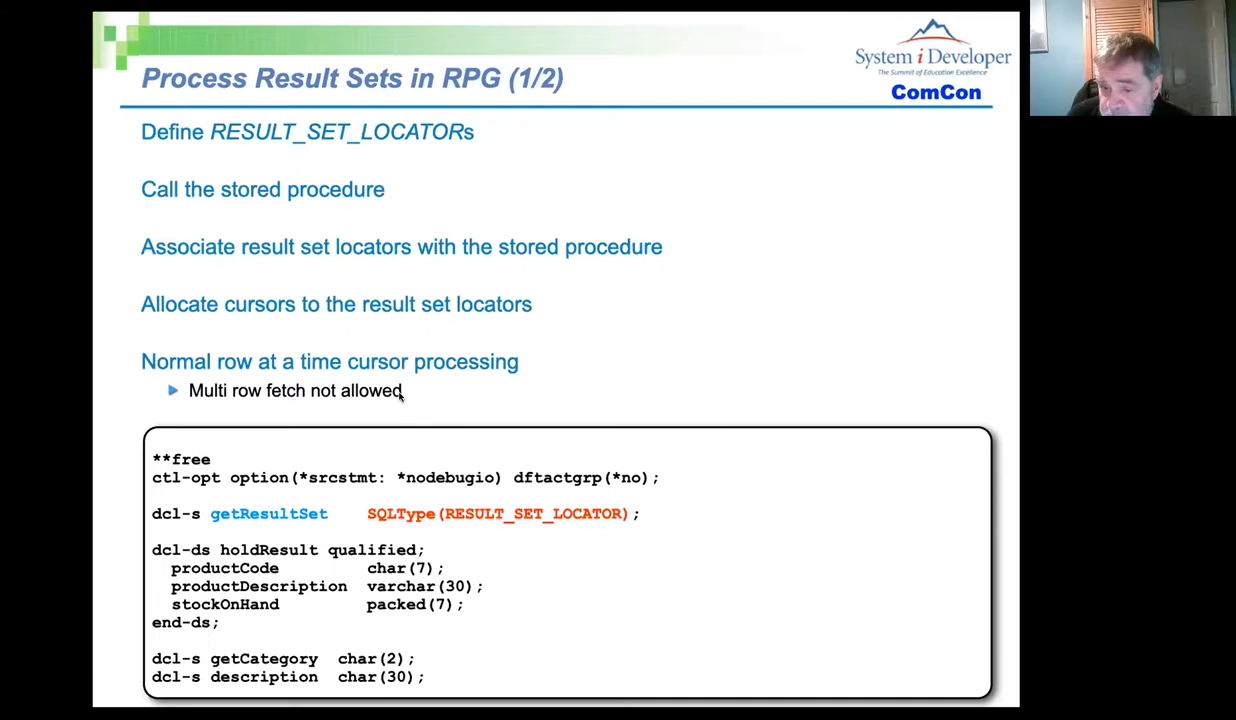 System i Developer
The Summit of Education Excellence
ComCon
Process Result Sets in RPG (1/2)
Define RESULT_SET_LOCATORs
Call the stored procedure
Associate result set locators with the stored procedure
Allocate cursors to the result set locators
Normal row at a time cursor processing
Multi row fetch not allowed
**free
ctl-opt option(*srcstmt: *nodebugio) dftactgrp(*no);
dcl-s getResultSet    SQLType(RESULT_SET_LOCATOR);
dcl-ds holdResult qualified;
  productCode         char(7);
  productDescription  varchar(30);
  stockOnHand         packed(7);
end-ds;
dcl-s getCategory  char(2);
dcl-s description  char(30);